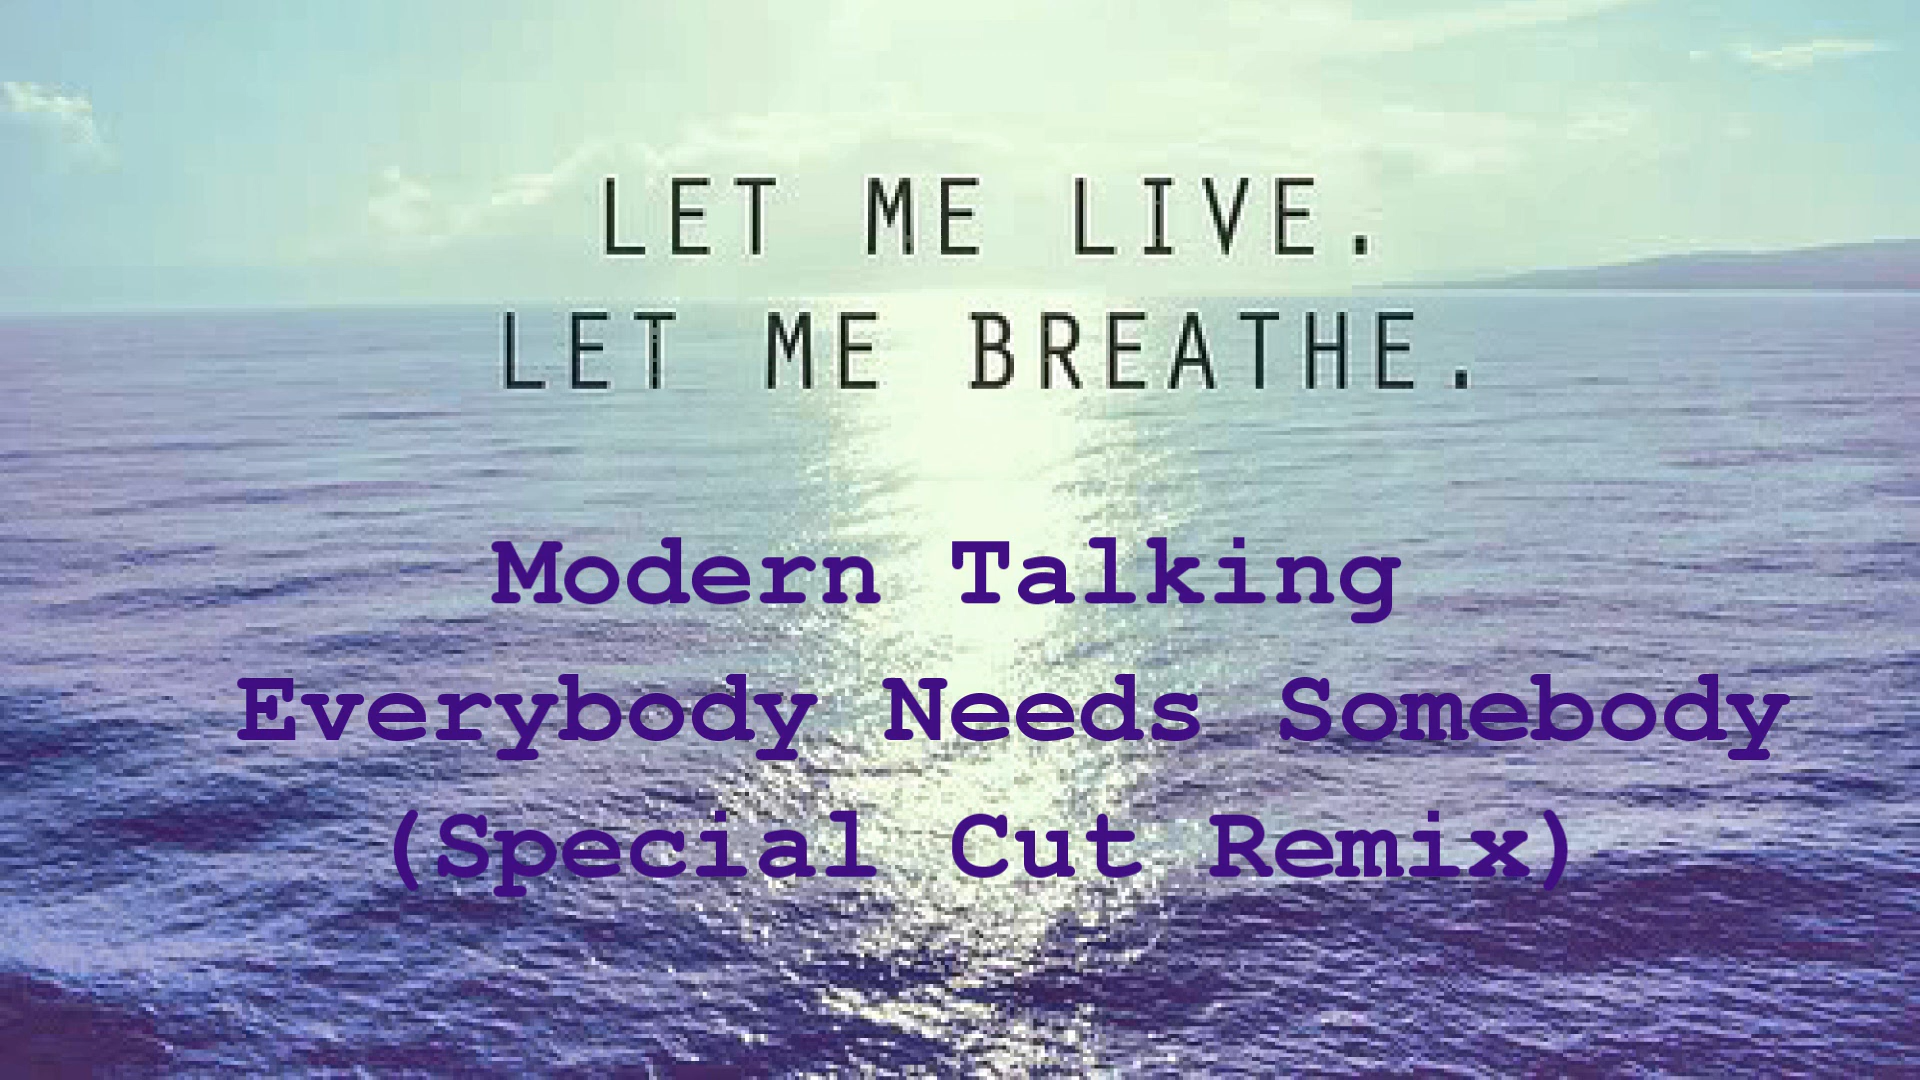 LET ME LIVE.
LET ME BREATHE.
Modern Talking
Everybody Needs Somebody
(Special Cut Remix)